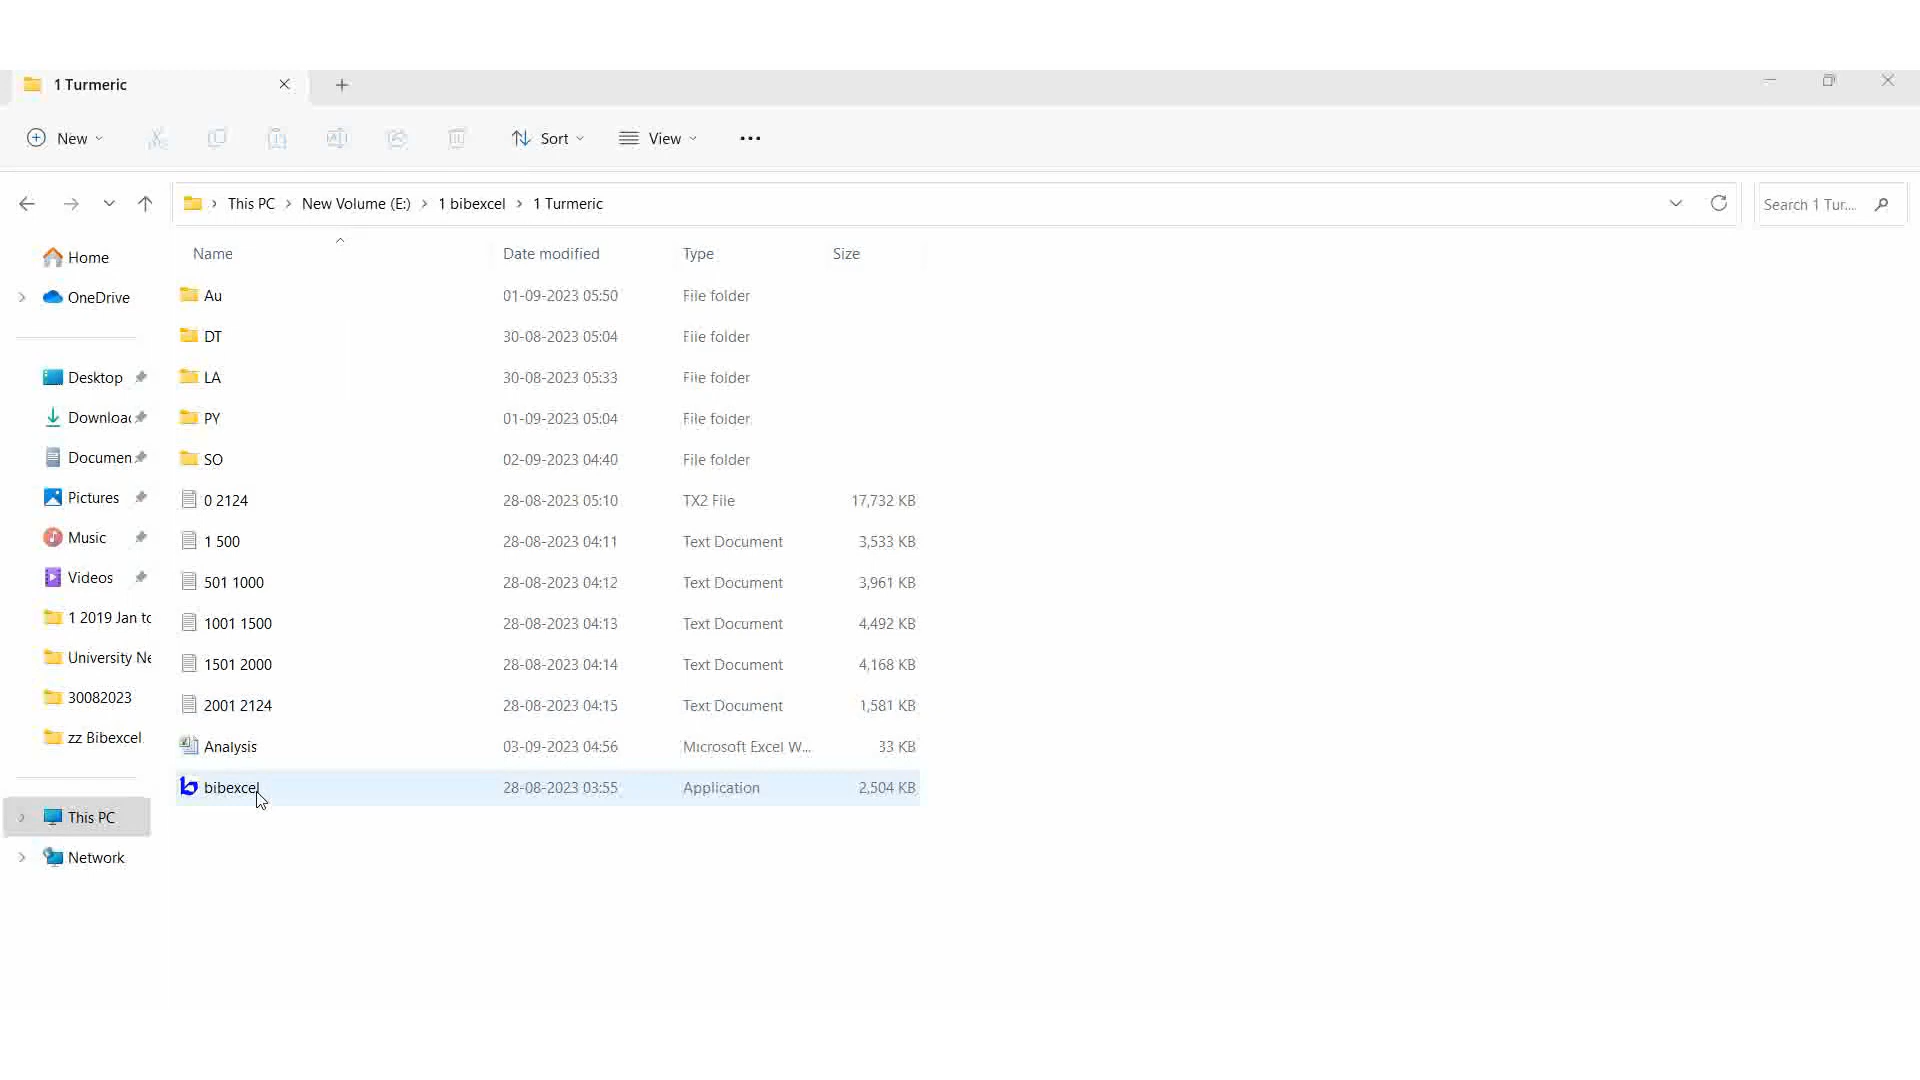 1 Turmeric
New
Sort
View
This PC > New Volume (E:) > 1 bibexcel > 1 Turmeric
Search 1 Tur...
Home
OneDrive
Desktop
Downloac
Documen
Pictures
Music
Videos
1 2019 Jan to
University Ne
30082023
zz Bibexcel
This PC
Network
Name Date modified Type Size
Au 01-09-2023 05:50 File folder
DT 30-08-2023 05:04 File folder
LA 30-08-2023 05:33 File folder
PY 01-09-2023 05:04 File folder
SO 02-09-2023 04:40 File folder
0 2124 28-08-2023 05:10 TX2 File 17,732 KB
1 500 28-08-2023 04:11 Text Document 3,533 KB
501 1000 28-08-2023 04:12 Text Document 3,961 KB
1001 1500 28-08-2023 04:13 Text Document 4,492 KB
1501 2000 28-08-2023 04:14 Text Document 4,168 KB
2001 2124 28-08-2023 04:15 Text Document 1,581 KB
Analysis 03-09-2023 04:56 Microsoft Excel W... 33 KB
bibexcel 28-08-2023 03:55 Application 2,504 KB